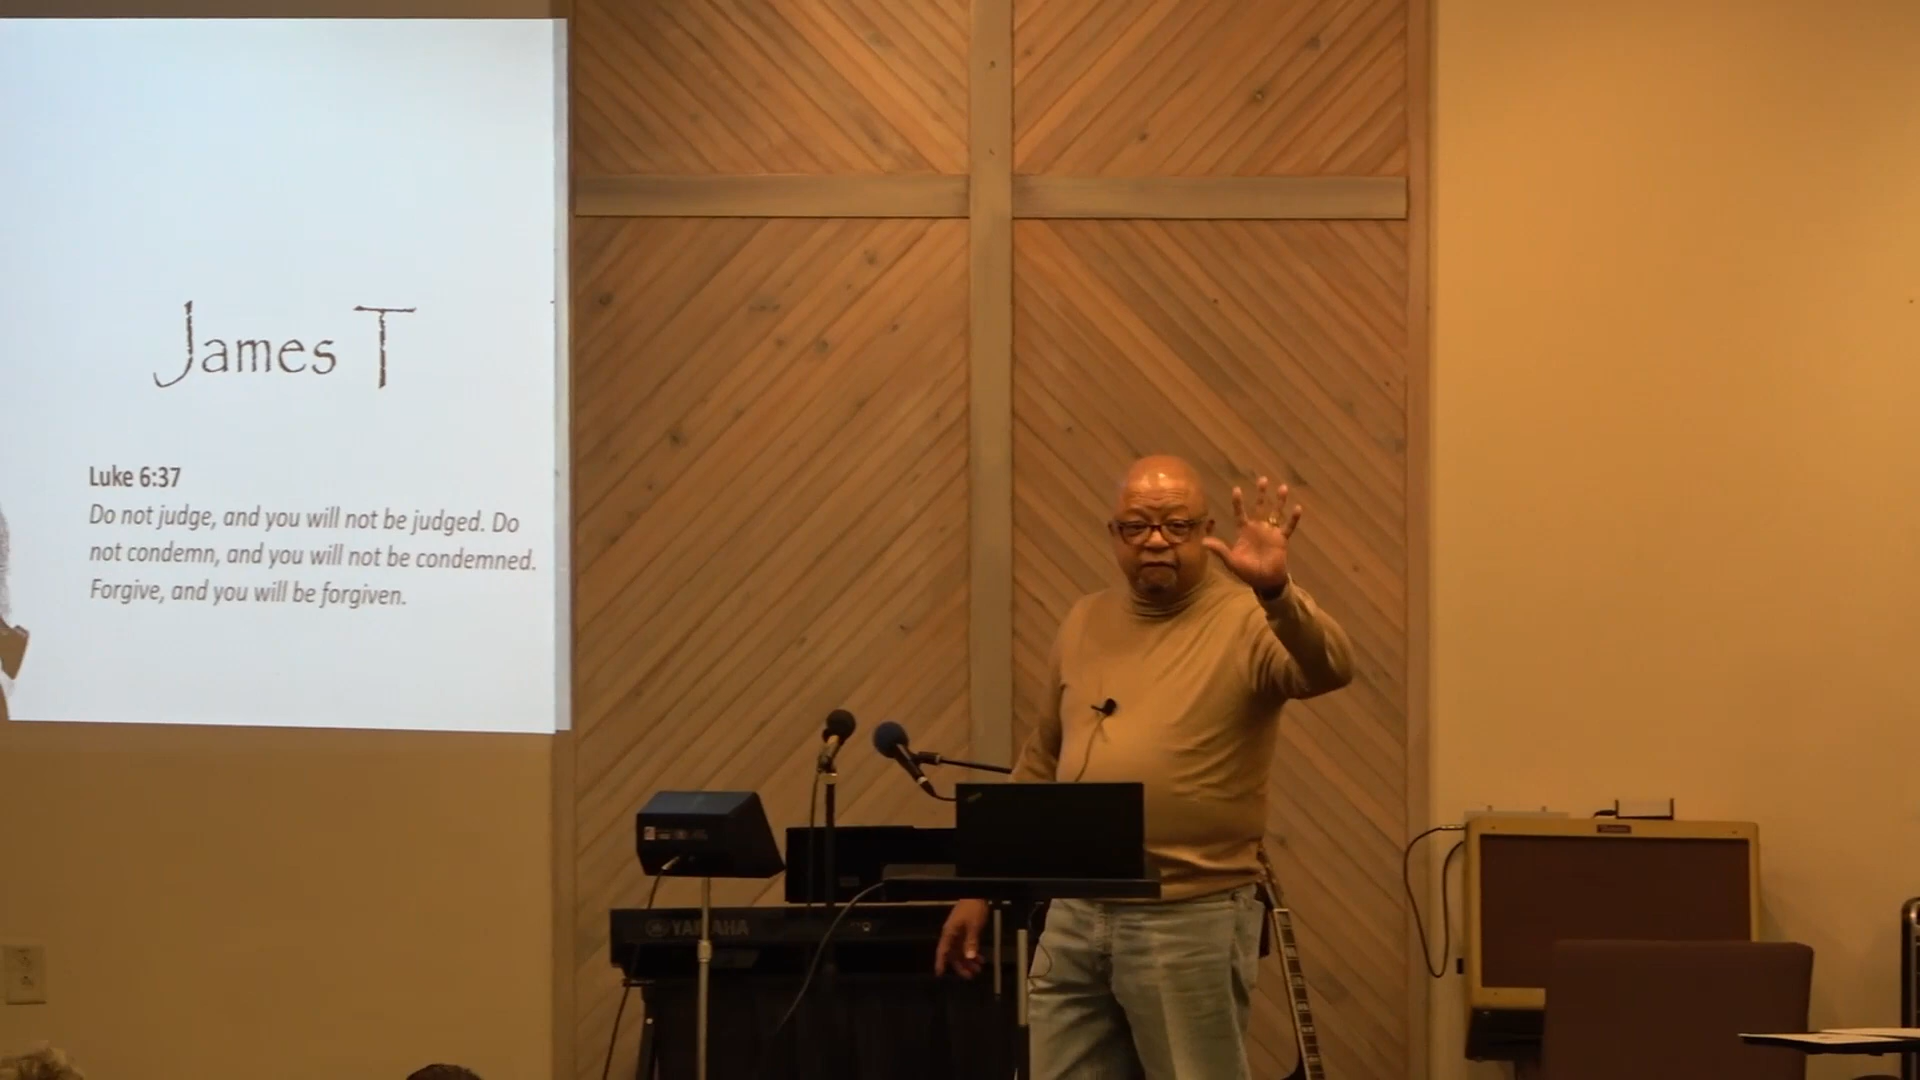 James T
Luke 6:37
Do not judge, and you will not be judged. Do
not condemn, and you will not be condemned.
Forgive, and you will be forgiven.
YAMAHA